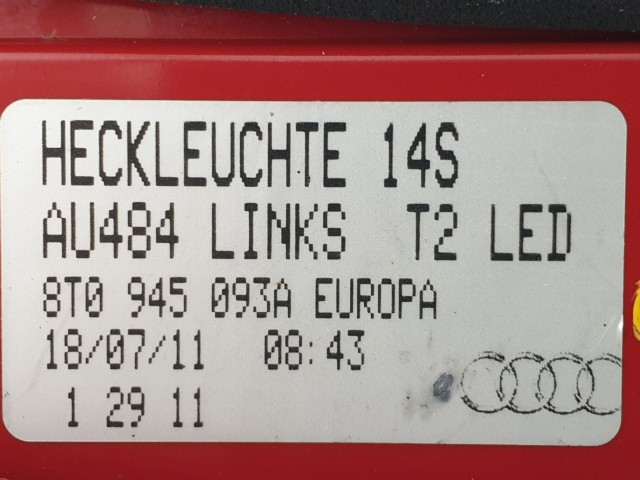 HECKLEUCHTE 14S
AU484 LINKS T2 LED
8T0 945 093A EUROPA
18/07/11 08:43
1 29 11